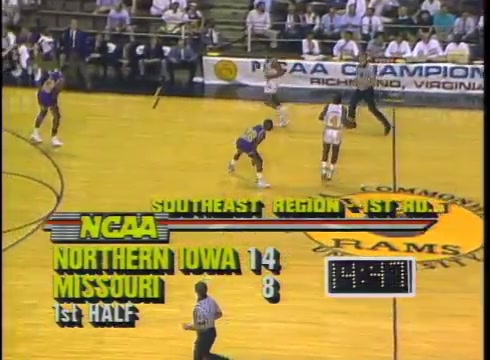 NCAA CHAMPION
RICHMOND, VIRGINIA
SOUTHEAST REGION 1ST RD.
NCAA
NORTHERN IOWA 14
MISSOURI 8
1st HALF
14:47
COMMON
RAMS